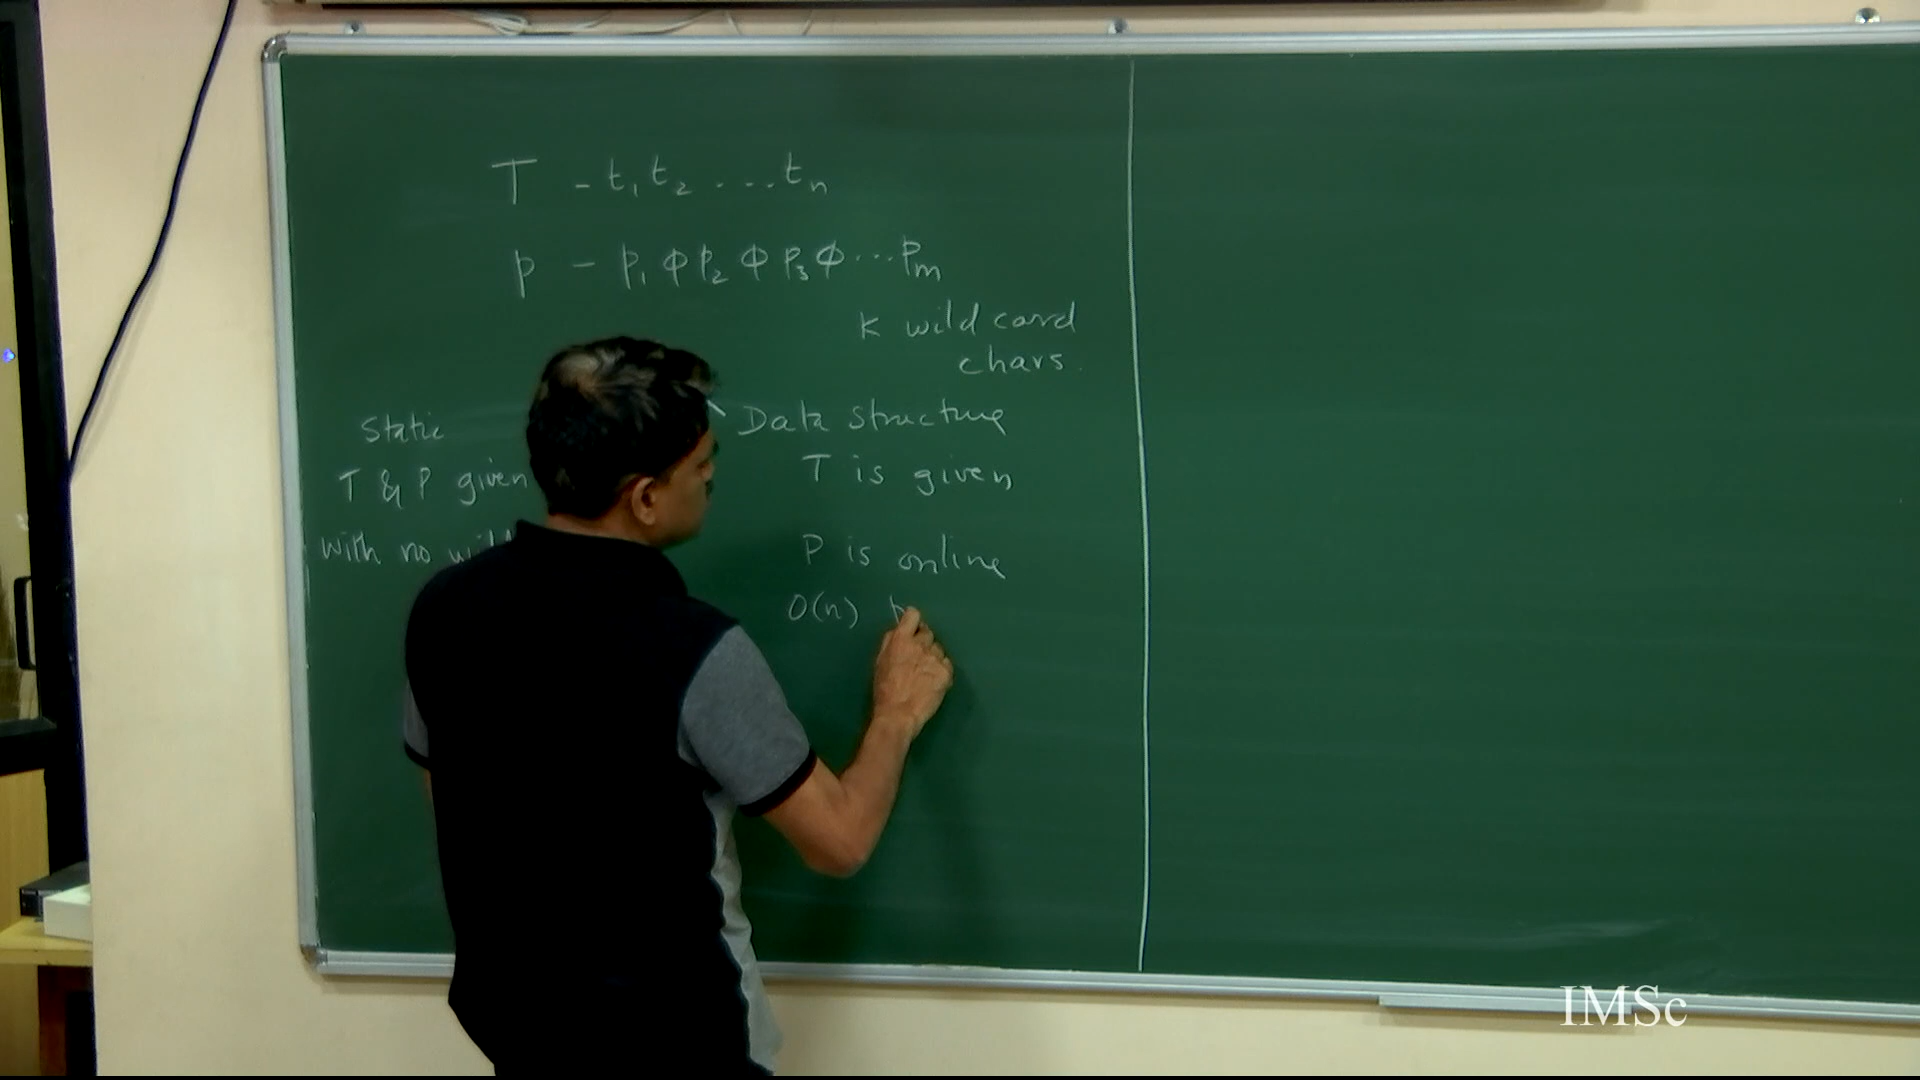 T - t₁ t₂ ... tₙ
p - p₁ ϕ p₂ ϕ p₃ ϕ ... pₘ
K wild card
chars.
Static
T & P given
with no
Data structure
T is given
P is online
O(n)
IMSc